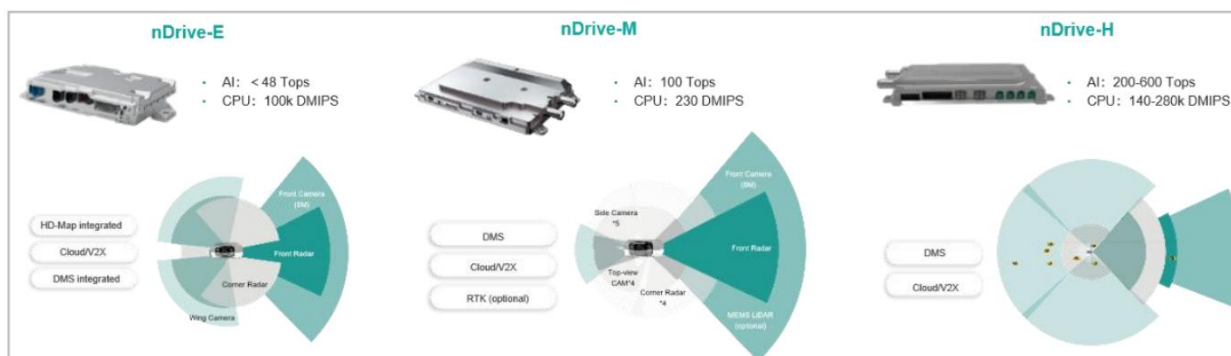 nDrive-E
• AI: < 48 Tops
• CPU: 100k DMIPS
HD-Map integrated
Cloud/V2X
DMS integrated
Front Camera
(8M)
Front Radar
Corner Radar
Wing Camera
nDrive-M
• AI: 100 Tops
• CPU: 230 DMIPS
DMS
Cloud/V2X
RTK (optional)
Side Camera
*5
Front Camera
(8M)
Front Radar
Top-view
CAM*4
Corner Radar
*4
MEMS LiDAR
(optional)
nDrive-H
• AI: 200-600 Tops
• CPU: 140-280k DMIPS
DMS
Cloud/V2X